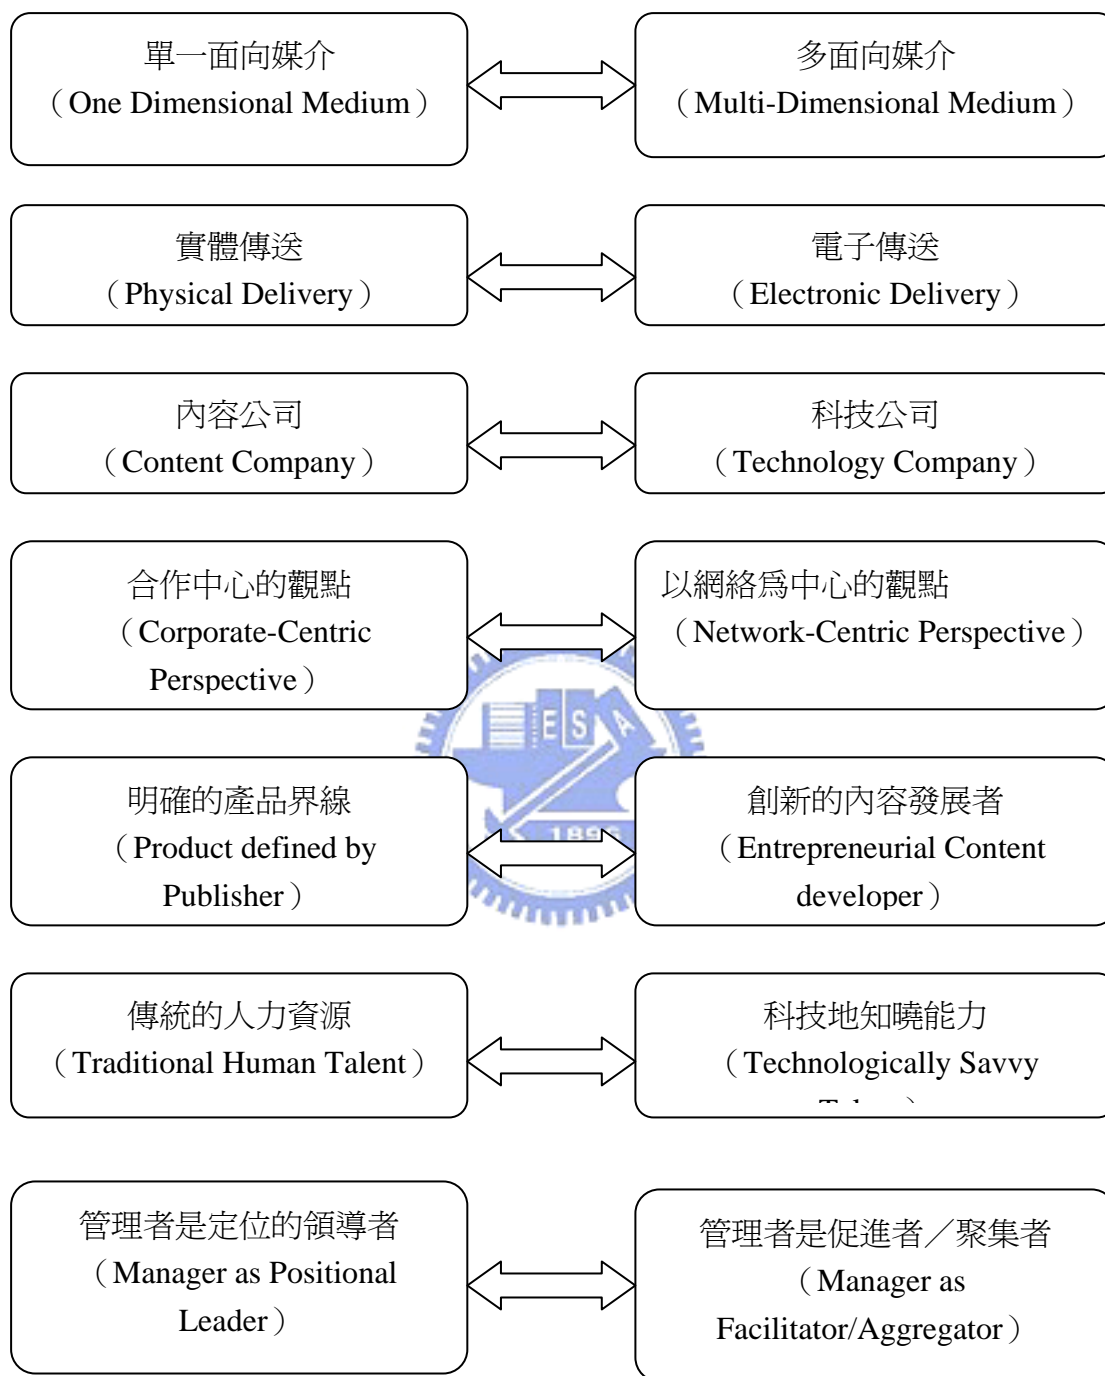 單一面向媒介
（One Dimensional Medium）
多面向媒介
（Multi-Dimensional Medium）
實體傳送
（Physical Delivery）
電子傳送
（Electronic Delivery）
內容公司
（Content Company）
科技公司
（Technology Company）
合作中心的觀點
（Corporate-Centric
Perspective）
以網絡為中心的觀點
（Network-Centric Perspective）
ESA
明確的產品界線
（Product defined by
Publisher）
創新的內容發展者
（Entrepreneurial Content
developer）
1896
傳統的人力資源
（Traditional Human Talent）
科技地知曉能力
（Technologically Savvy
管理者是定位的領導者
（Manager as Positional
Leader）
管理者是促進者／聚集者
（Manager as
Facilitator/Aggregator）